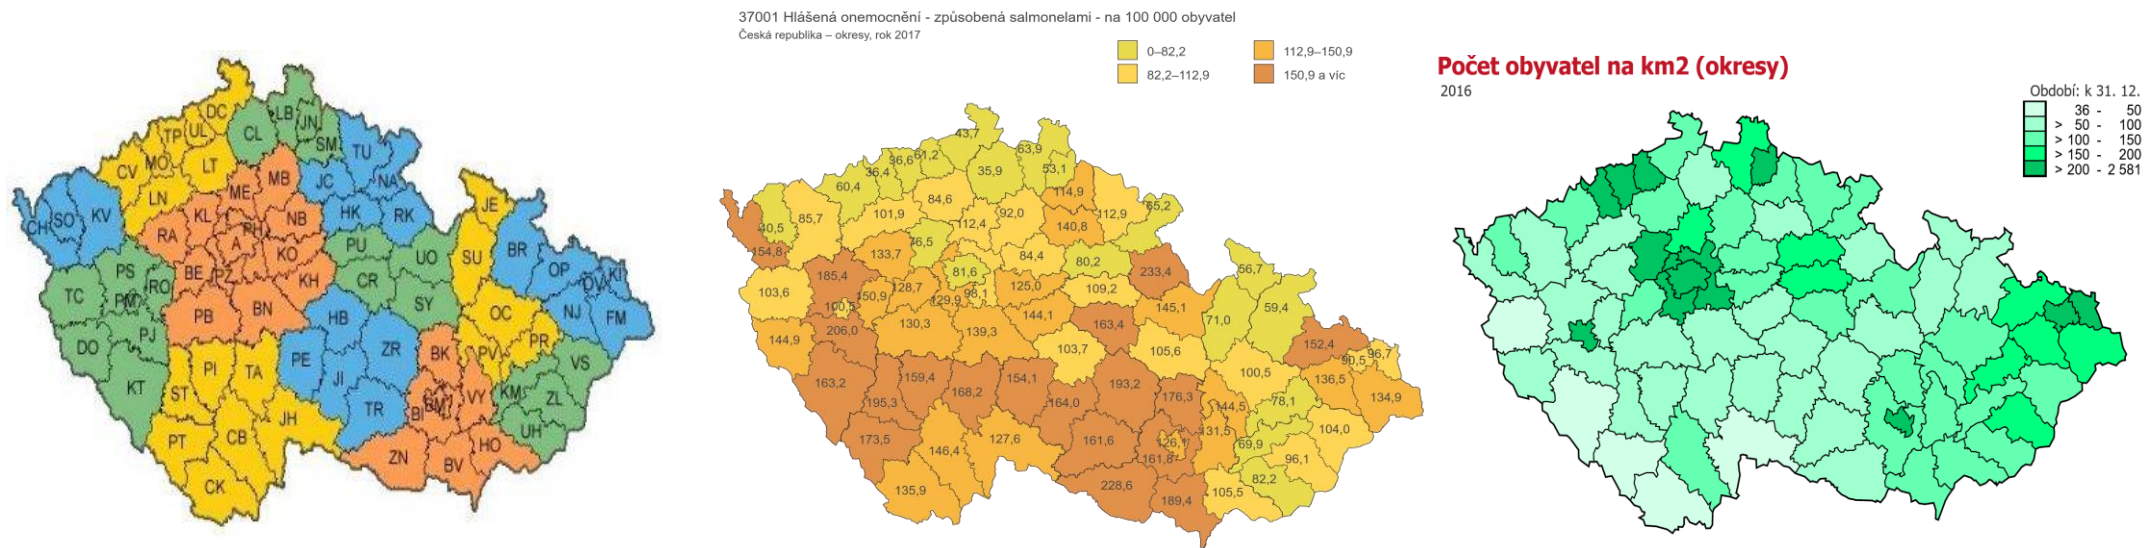 DC
LB
TP UL CL JN
SM
MO LT TU
CV
ME MB JC NA
LN
CH SO KV KL NB HK RK JE
RA A PH PU BR
PS KO UO SU OP KI
BE PZ KH CR DV
TC RO SY
PM NJ FM
PB BN HB OC
PJ
DO PR
PE ZR BK PV VS
KT PI TA JI
ST KM
TR BI VY ZL
JH UH
PT CB HO
ZN BV
CK
37001 Hlášená onemocnění - způsobená salmonelami - na 100 000 obyvatel
Česká republika – okresy, rok 2017
0–82,2 112,9–150,9
82,2–112,9 150,9 a víc
43,7
36,6 61,2 63,9
36,4 35,9 53,1
60,4
84,6 114,9
85,7 101,9 92,0 112,9 65,2
40,5 112,4 140,8
76,5
154,8 133,7 84,4 80,2
185,4 81,6 233,4 56,7
103,6 128,7 125,0 109,2
150,9 129,9 98,1 59,4
100,5 145,1
144,1 71,0
206,0 130,3 139,3 163,4
144,9 103,7 105,6 152,4
90,5 96,7
163,2 159,4 168,2 154,1 193,2 100,5 136,5
195,3 164,0 176,3 144,5 78,1 134,9
173,5 127,6 161,6 126,1 131,5 104,0
146,4 69,9
161,8 96,1
135,9 228,6 82,2
189,4 105,5
Počet obyvatel na km2 (okresy)
2016
Období: k 31. 12.
36 - 50
> 50 - 100
> 100 - 150
> 150 - 200
> 200 - 2 581